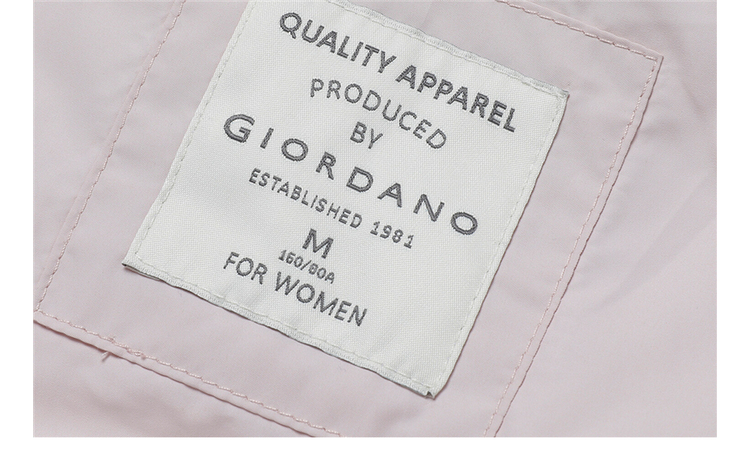 QUALITY APPAREL
PRODUCED
BY
GIORDANO
ESTABLISHED 1981
M
160/80A
FOR WOMEN